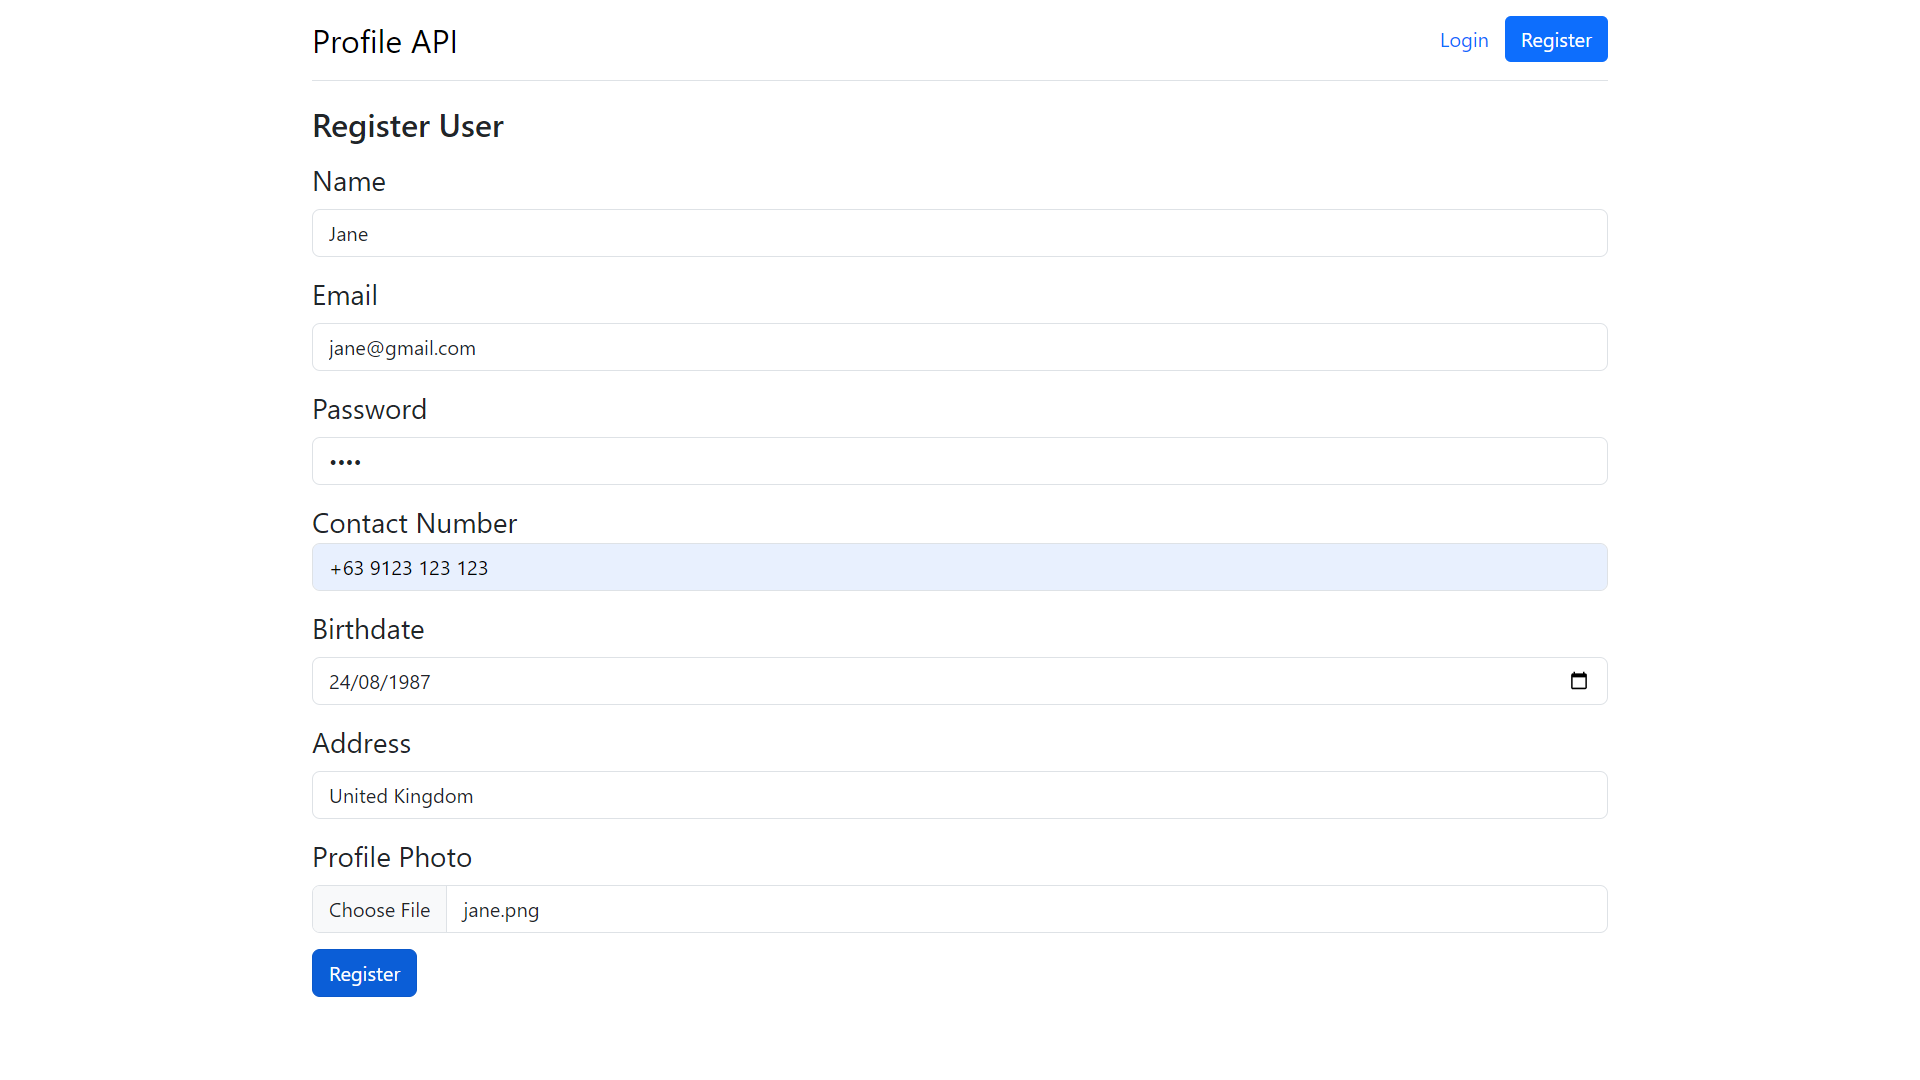 Profile API
Login
Register
Register User
Name
Jane
Email
jane@gmail.com
Password
••••
Contact Number
+63 9123 123 123
Birthdate
24/08/1987
Address
United Kingdom
Profile Photo
Choose File
jane.png
Register